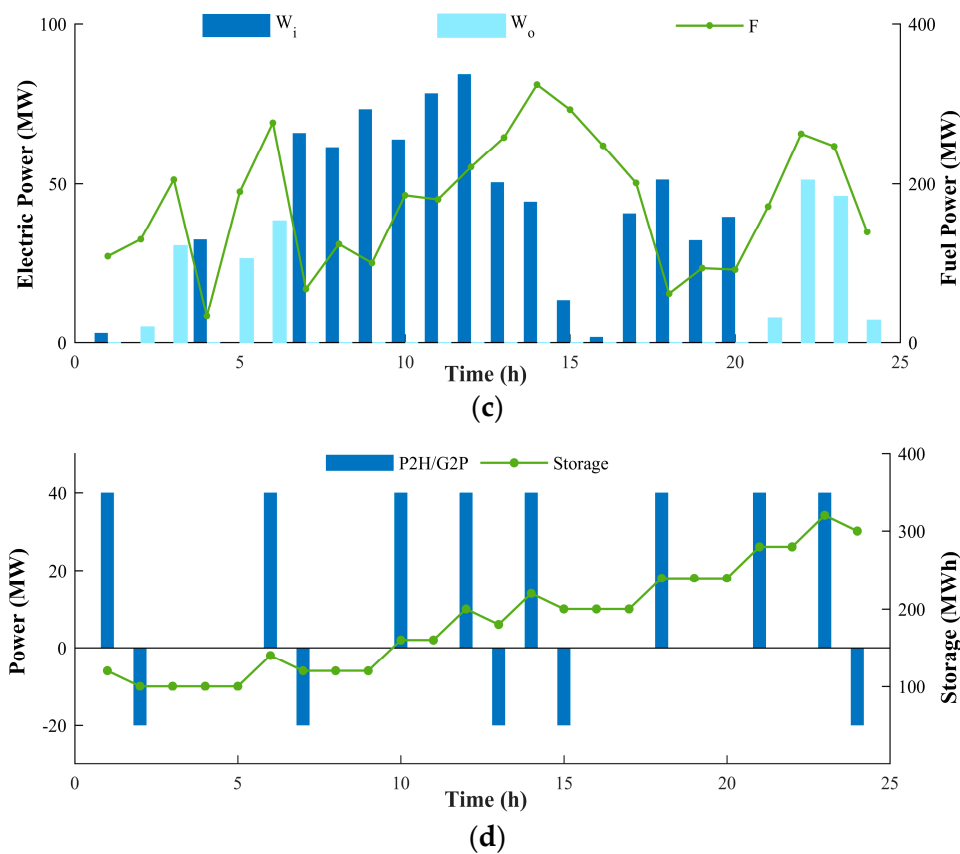 W_i W_o F
100
50
0
Electric Power (MW)
400
200
0
Fuel Power (MW)
0 5 10 15 20 25
Time (h)
(c)
P2H/G2P Storage
40
20
0
-20
Power (MW)
400
300
200
100
Storage (MWh)
0 5 10 15 20 25
Time (h)
(d)